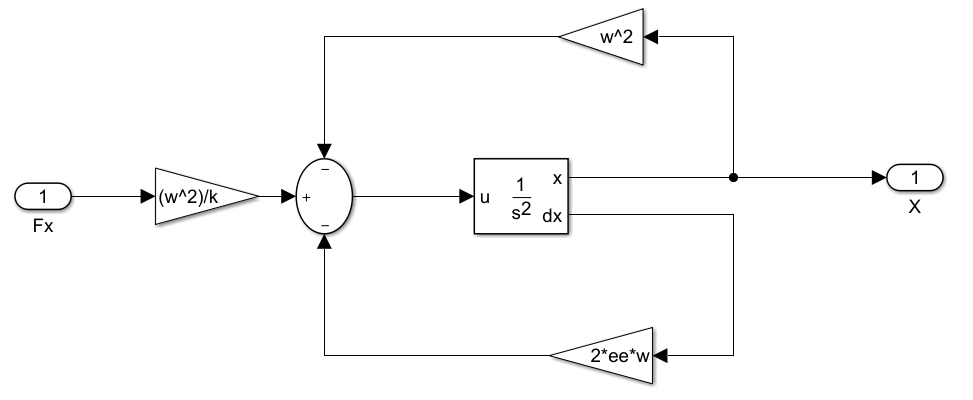 w^2
1
Fx
(w^2)/k
−
+
−
u
1
s2
x
dx
1
X
2*ee*w